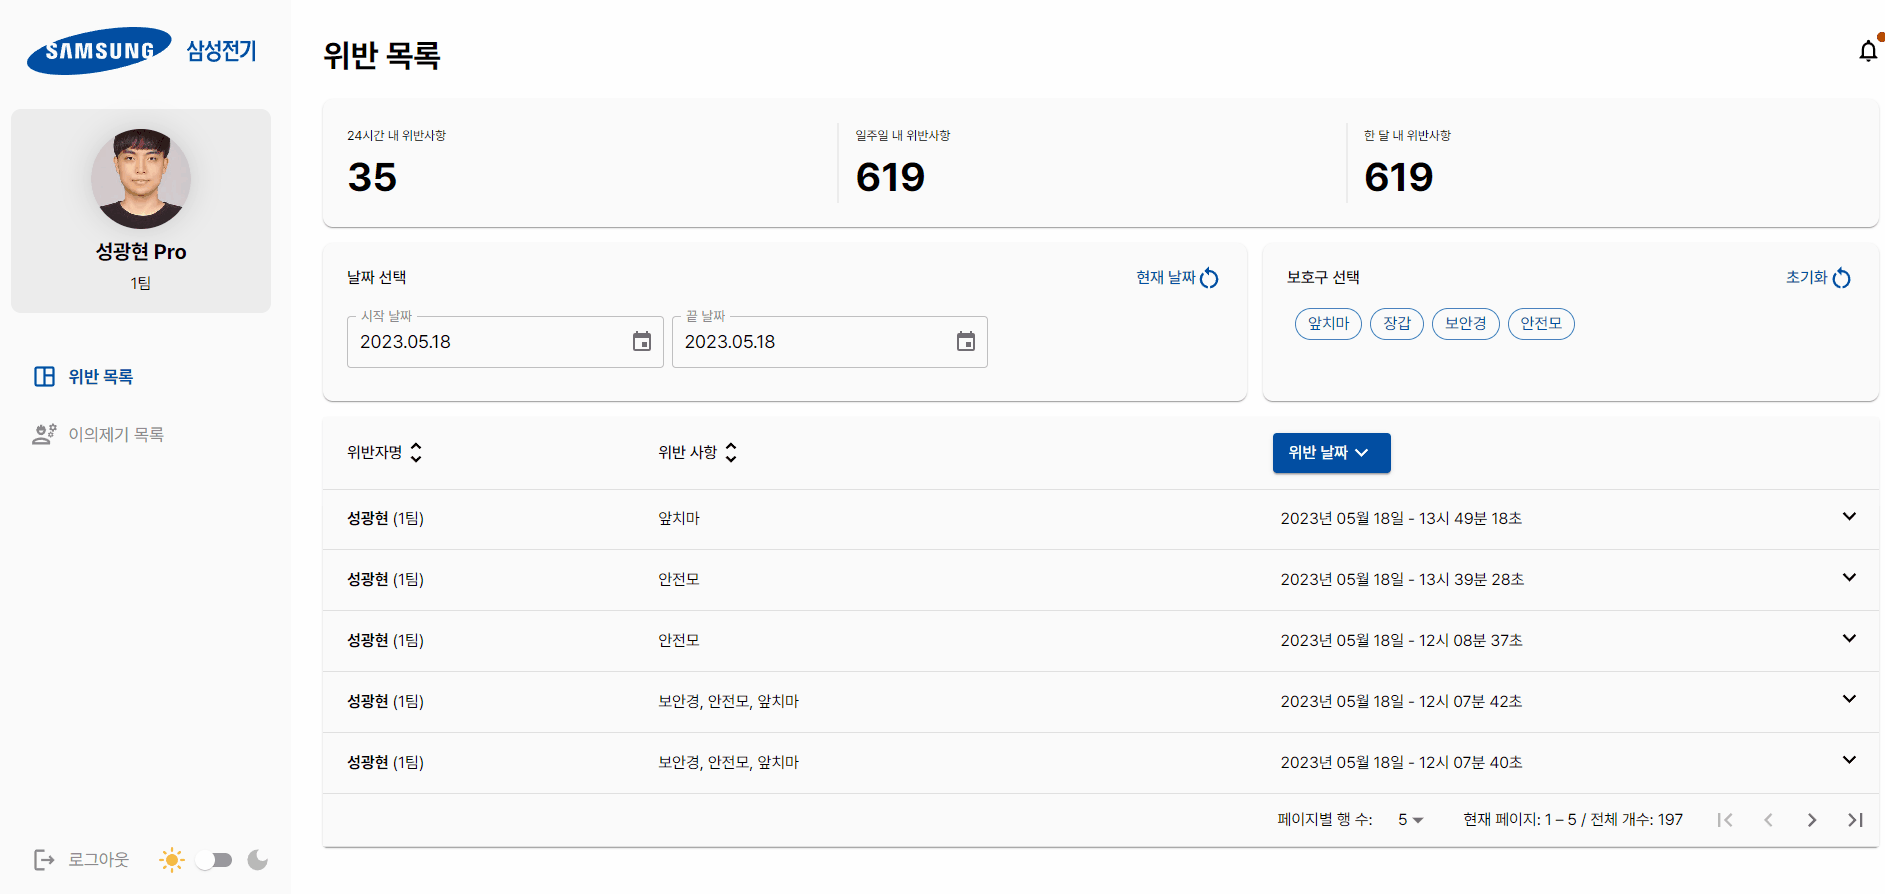 SAMSUNG 삼성전기
성광현 Pro
1팀
위반 목록
이의제기 목록
로그아웃
위반 목록
24시간 내 위반사항
35
일주일 내 위반사항
619
한 달 내 위반사항
619
날짜 선택
현재 날짜
시작 날짜
2023.05.18
끝 날짜
2023.05.18
보호구 선택
초기화
앞치마 장갑 보안경 안전모
위반자명 위반 사항 위반 날짜
성광현 (1팀) 앞치마 2023년 05월 18일 - 13시 49분 18초
성광현 (1팀) 안전모 2023년 05월 18일 - 13시 39분 28초
성광현 (1팀) 안전모 2023년 05월 18일 - 12시 08분 37초
성광현 (1팀) 보안경, 안전모, 앞치마 2023년 05월 18일 - 12시 07분 42초
성광현 (1팀) 보안경, 안전모, 앞치마 2023년 05월 18일 - 12시 07분 40초
페이지별 행 수: 5 현재 페이지: 1 – 5 / 전체 개수: 197